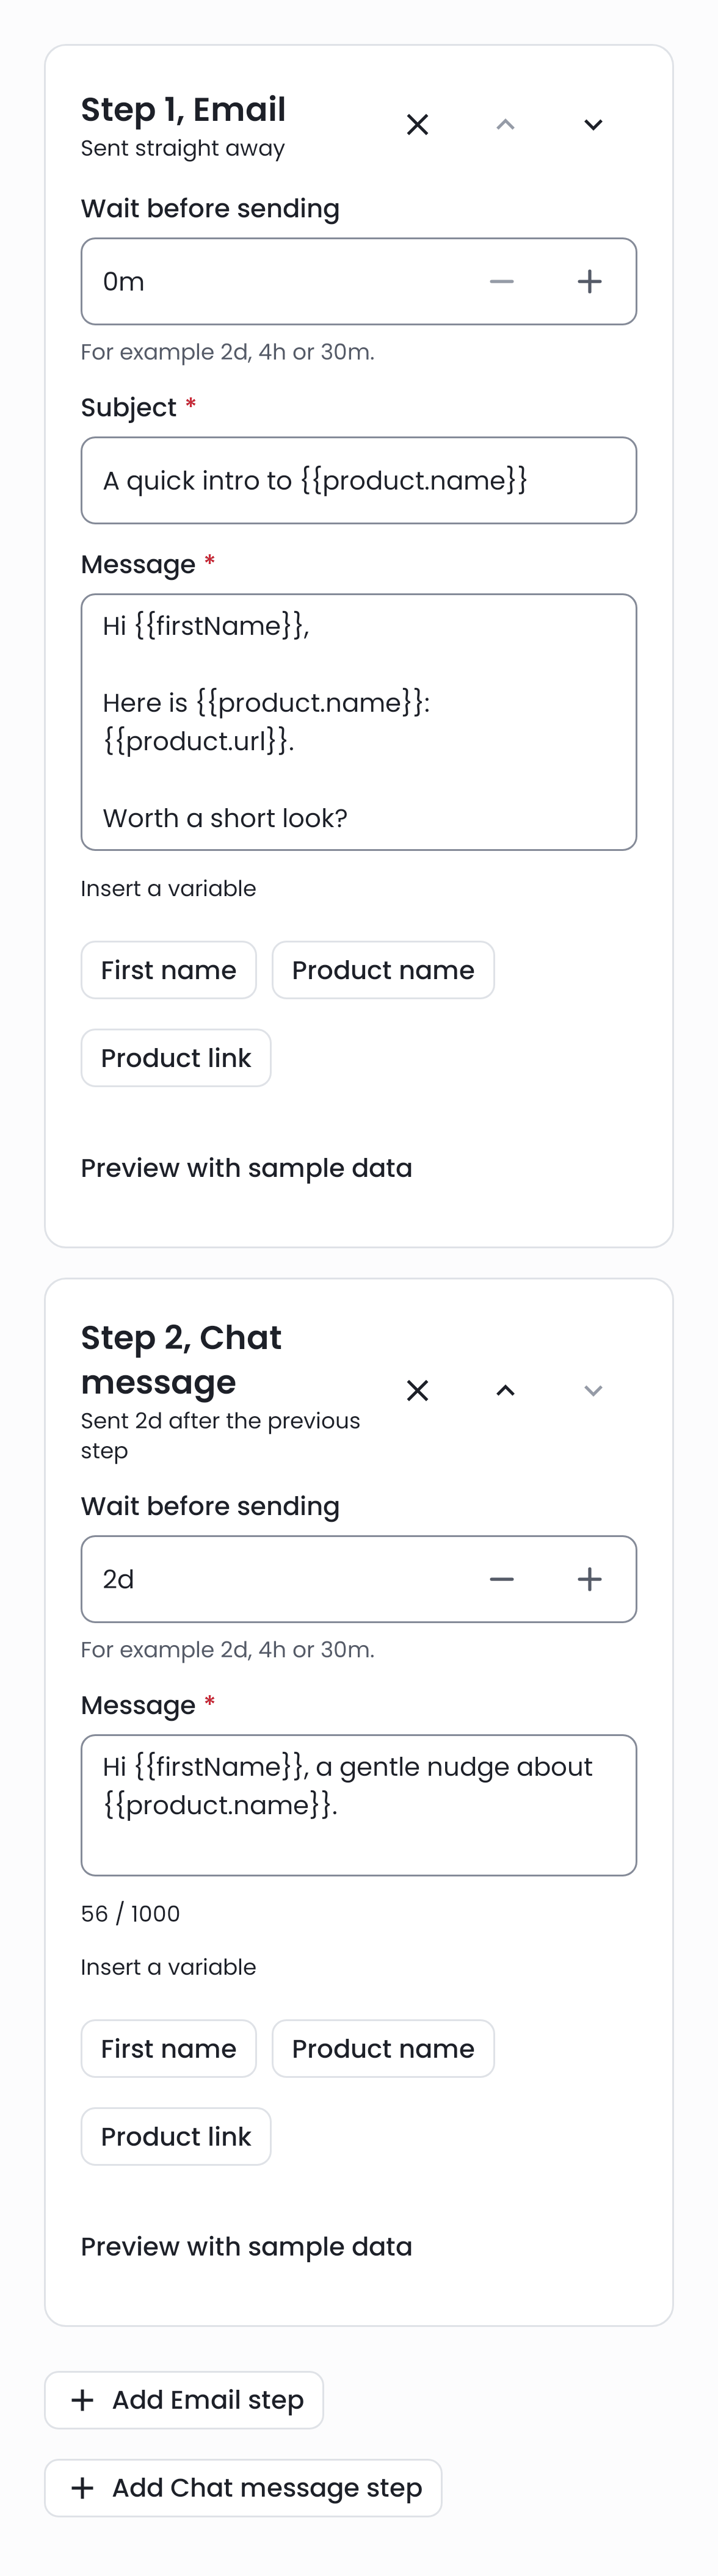 Step 1, Email
Sent straight away
Wait before sending
0m
For example 2d, 4h or 30m.
Subject *
A quick intro to {{product.name}}
Message *
Hi {{firstName}},
Here is {{product.name}}:
{{product.url}}.
Worth a short look?
Insert a variable
First name
Product name
Product link
Preview with sample data
Step 2, Chat
message
Sent 2d after the previous
step
Wait before sending
2d
For example 2d, 4h or 30m.
Message *
Hi {{firstName}}, a gentle nudge about
{{product.name}}.
56 / 1000
Insert a variable
First name
Product name
Product link
Preview with sample data
+ Add Email step
+ Add Chat message step